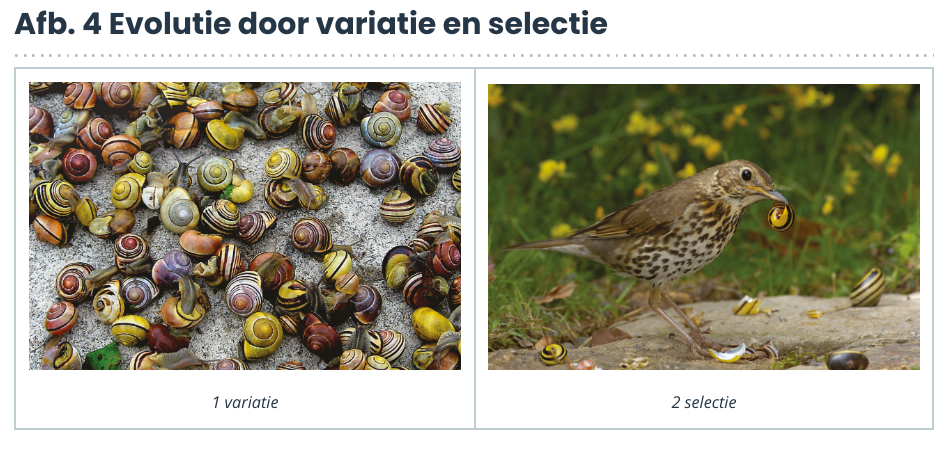 Afb. 4 Evolutie door variatie en selectie
1 variatie
2 selectie